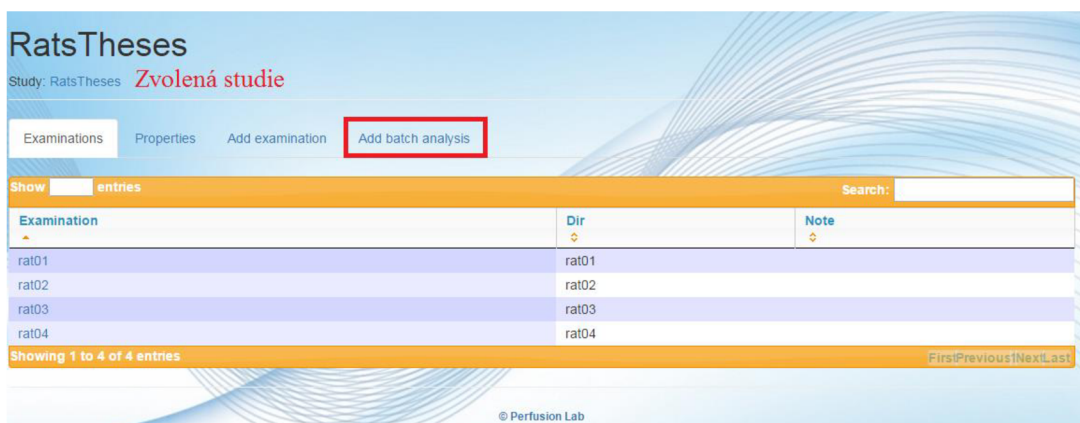 RatsTheses
Study: RatsTheses Zvolená studie
Examinations Properties Add examination Add batch analysis
Show entries Search:
Examination Dir Note
rat01 rat01
rat02 rat02
rat03 rat03
rat04 rat04
Showing 1 to 4 of 4 entries FirstPrevious1NextLast
© Perfusion Lab